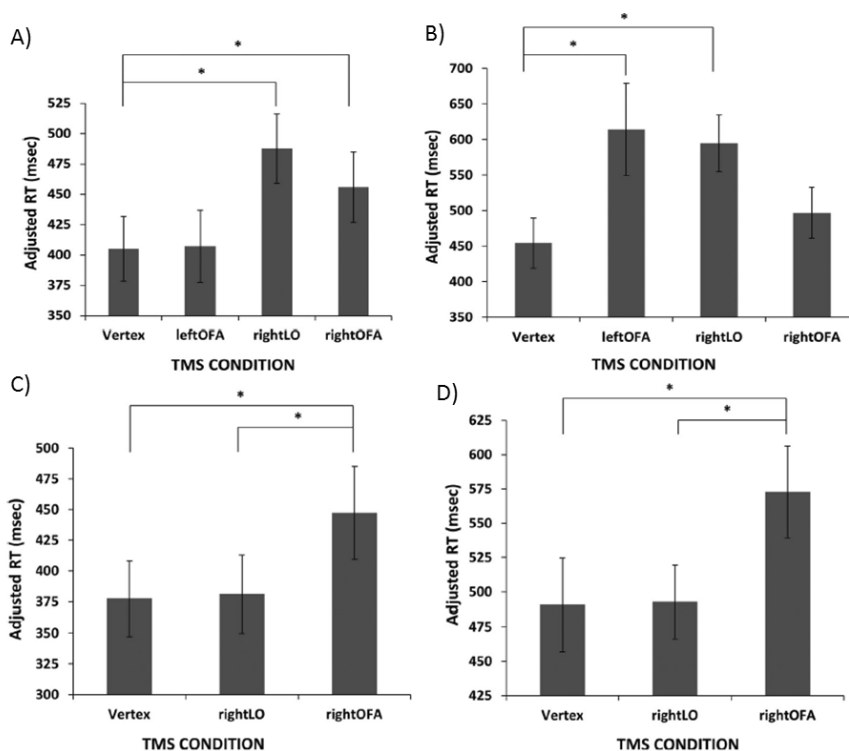 A)
*
*
Adjusted RT (msec)
525
500
475
450
425
400
375
350
Vertex leftOFA rightLO rightOFA
TMS CONDITION
B)
*
*
Adjusted RT (msec)
700
650
600
550
500
450
400
350
Vertex leftOFA rightLO rightOFA
TMS CONDITION
C)
*
*
Adjusted RT (msec)
500
475
450
425
400
375
350
325
300
Vertex rightLO rightOFA
TMS CONDITION
D)
*
*
Adjusted RT (msec)
625
600
575
550
525
500
475
450
425
Vertex rightLO rightOFA
TMS CONDITION